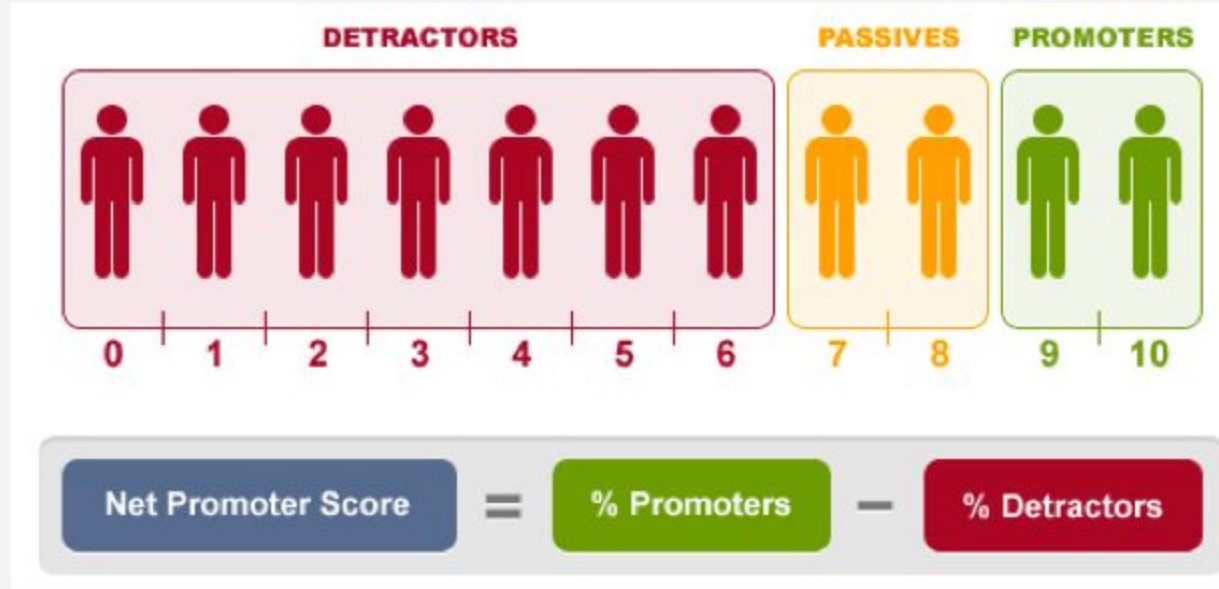 DETRACTORS PASSIVES PROMOTERS
0 1 2 3 4 5 6 7 8 9 10
Net Promoter Score = % Promoters − % Detractors